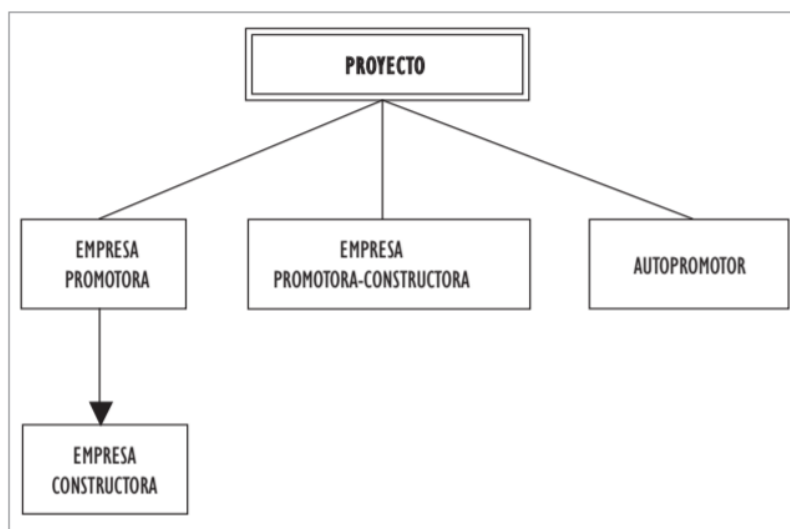 PROYECTO
EMPRESA
PROMOTORA
EMPRESA
PROMOTORA-CONSTRUCTORA
AUTOPROMOTOR
EMPRESA
CONSTRUCTORA